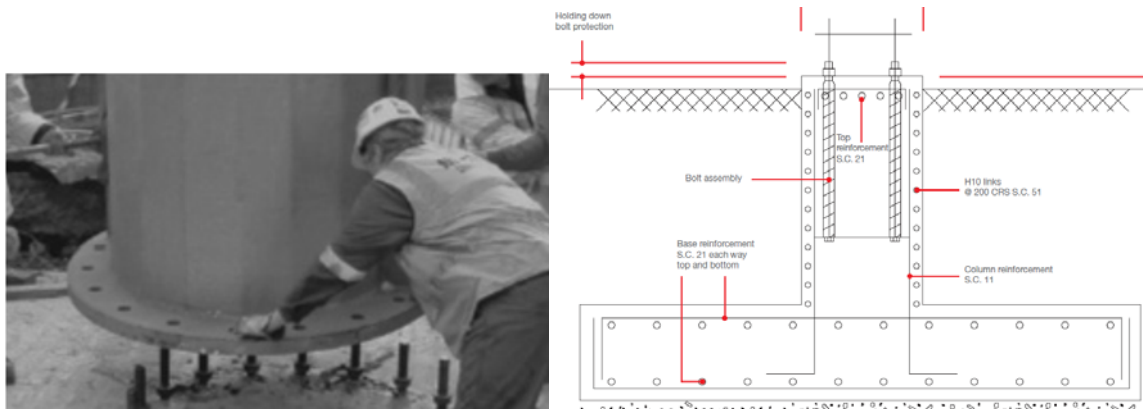 Holding down
bolt protection
Top
reinforcement
S.C. 21
Bolt assembly
H10 links
@ 200 CRS S.C. 51
Base reinforcement
S.C. 21 each way
top and bottom
Column reinforcement
S.C. 11